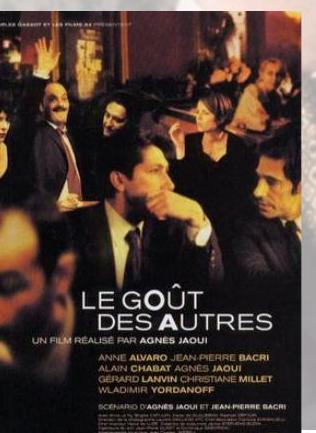 CHARLES GASSOT ET LES FILMS A4 PRÉSENTENT
LE GOÛT
DES AUTRES
UN FILM RÉALISÉ PAR AGNÈS JAOUI
ANNE ALVARO JEAN-PIERRE BACRI
ALAIN CHABAT AGNÈS JAOUI
GÉRARD LANVIN CHRISTIANE MILLET
WLADIMIR YORDANOFF
SCÉNARIO D'AGNÈS JAOUI ET JEAN-PIERRE BACRI